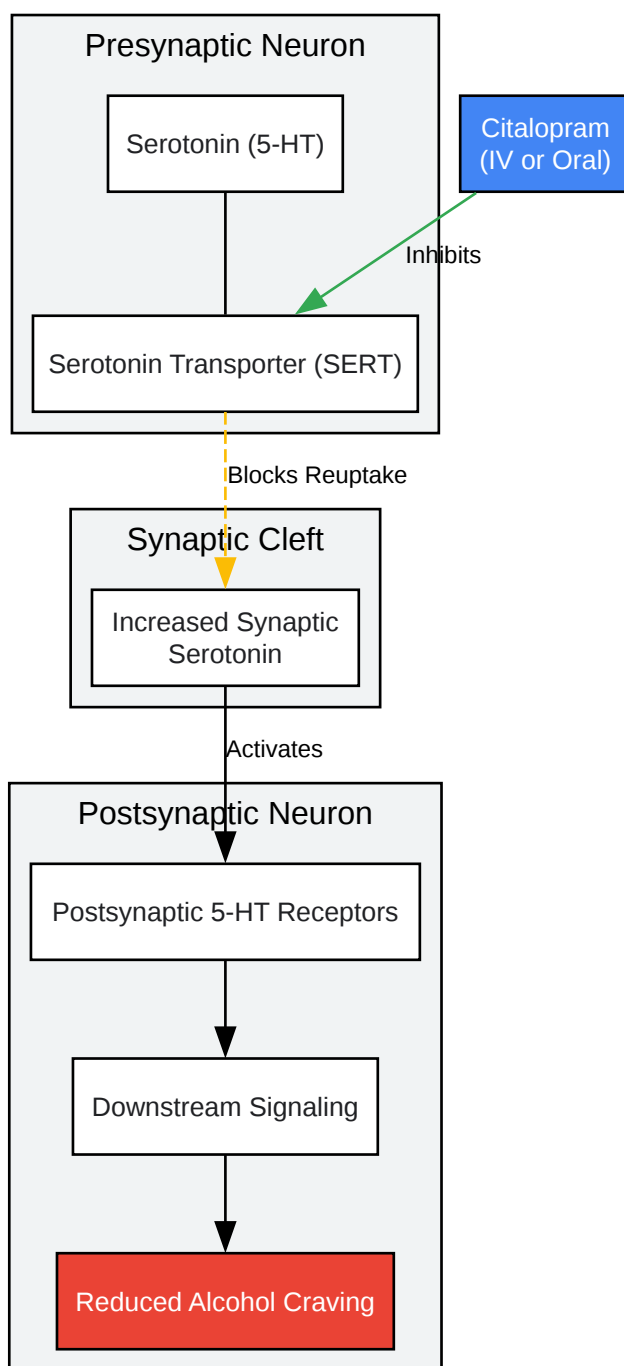 Presynaptic Neuron
Serotonin (5-HT)
Citalopram
(IV or Oral)
Inhibits
Serotonin Transporter (SERT)
Blocks Reuptake
Synaptic Cleft
Increased Synaptic
Serotonin
Activates
Postsynaptic Neuron
Postsynaptic 5-HT Receptors
Downstream Signaling
Reduced Alcohol Craving